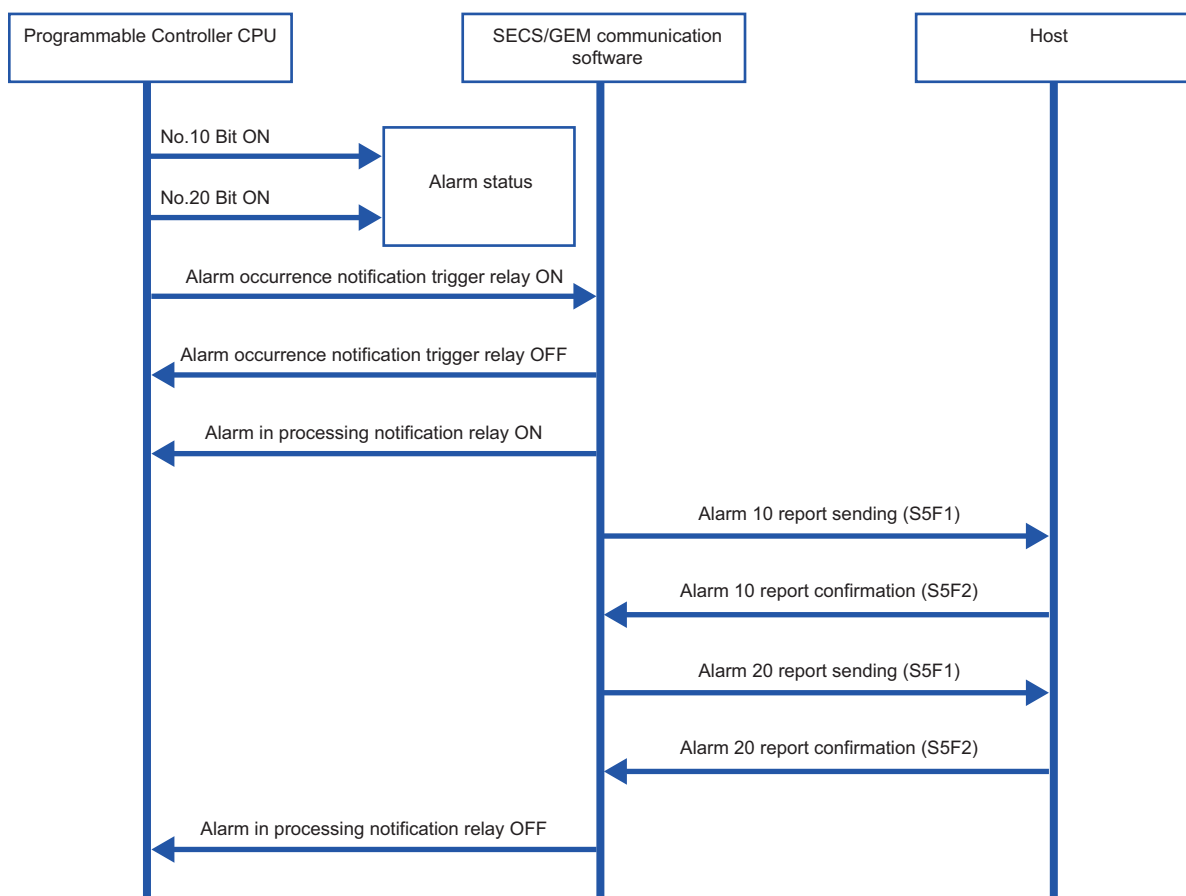 Programmable Controller CPU
SECS/GEM communication
software
Host
No.10 Bit ON
Alarm status
No.20 Bit ON
Alarm occurrence notification trigger relay ON
Alarm occurrence notification trigger relay OFF
Alarm in processing notification relay ON
Alarm 10 report sending (S5F1)
Alarm 10 report confirmation (S5F2)
Alarm 20 report sending (S5F1)
Alarm 20 report confirmation (S5F2)
Alarm in processing notification relay OFF